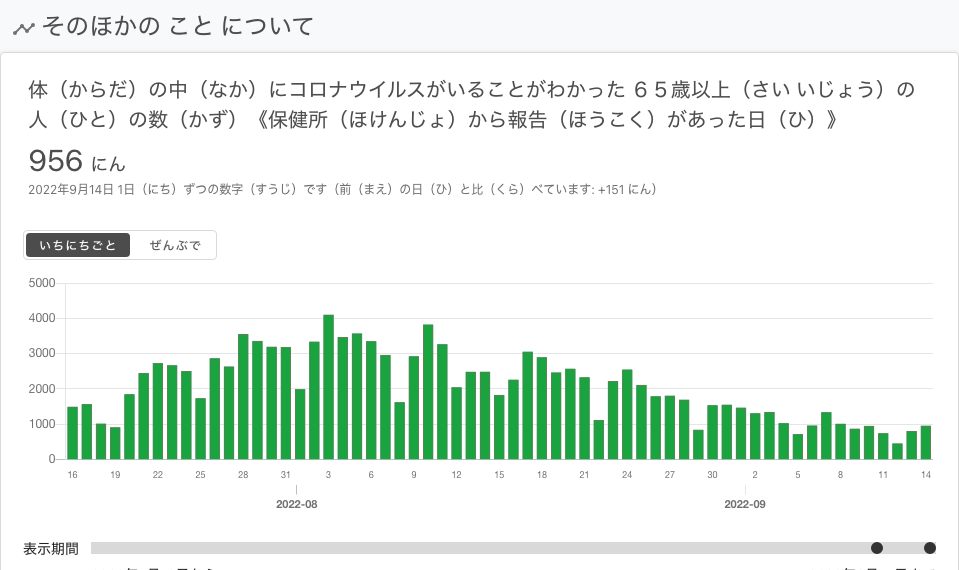 そのほかの こと について
体（からだ）の中（なか）にコロナウイルスがいることがわかった ６５歳以上（さい いじょう）の
人（ひと）の数（かず）《保健所（ほけんじょ）から報告（ほうこく）があった日（ひ）》
956 にん
2022年9月14日 1日（にち）ずつの数字（すうじ）です（前（まえ）の日（ひ）と比（くら）べています: +151 にん）
いちにちごと ぜんぶで
5000
4000
3000
2000
1000
0
16 19 22 25 28 31 3 6 9 12 15 18 21 24 27 30 2 5 8 11 14
2022-08 2022-09
表示期間